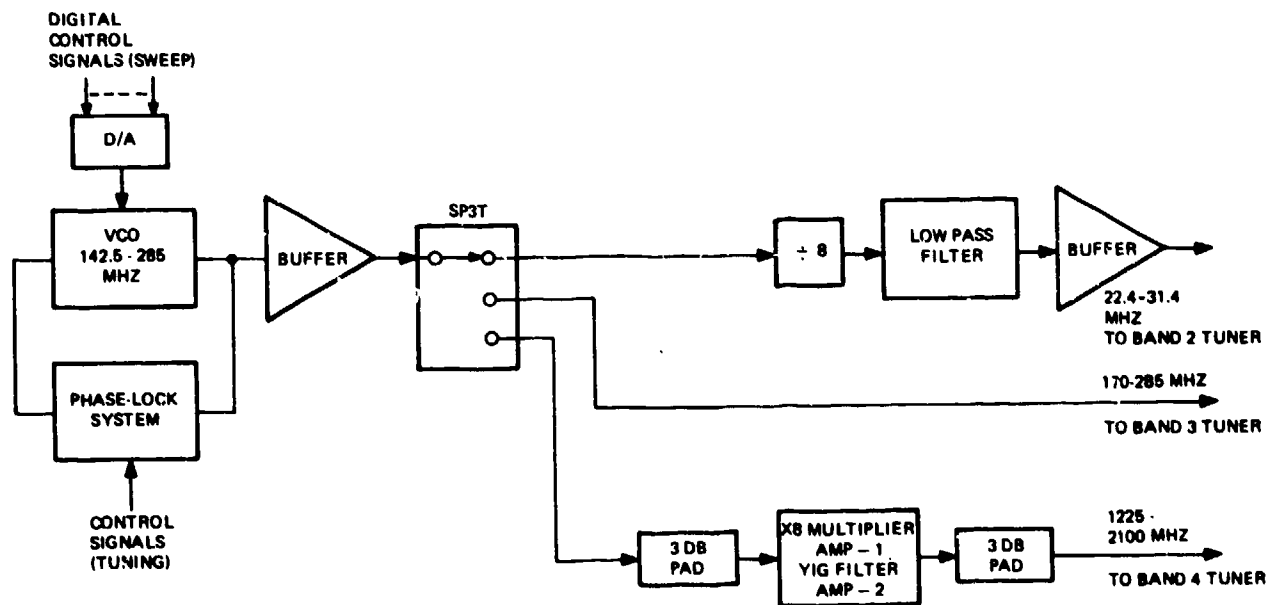 DIGITAL
CONTROL
SIGNALS (SWEEP)
D/A
VCO
142.5 - 285
MHZ
PHASE-LOCK
SYSTEM
CONTROL
SIGNALS
(TUNING)
BUFFER
SP3T
÷ 8
LOW PASS
FILTER
BUFFER
22.4-31.4
MHZ
TO BAND 2 TUNER
170-285 MHZ
TO BAND 3 TUNER
3 DB
PAD
X8 MULTIPLIER
AMP - 1
YIG FILTER
AMP - 2
3 DB
PAD
1225 -
2100 MHZ
TO BAND 4 TUNER